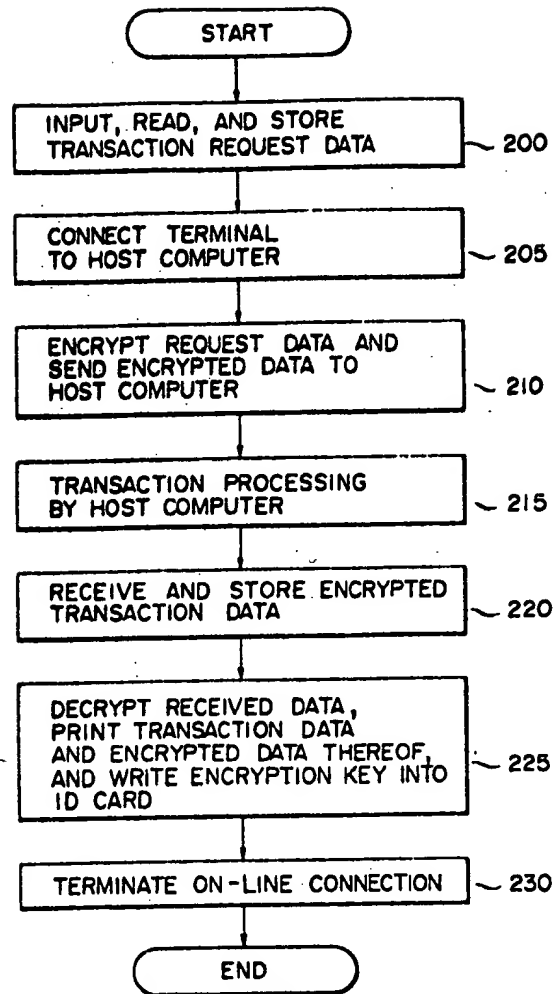 START
INPUT, READ, AND STORE
TRANSACTION REQUEST DATA
200
CONNECT TERMINAL
TO HOST COMPUTER
205
ENCRYPT REQUEST DATA AND
SEND ENCRYPTED DATA TO
HOST COMPUTER
210
TRANSACTION PROCESSING
BY HOST COMPUTER
215
RECEIVE AND STORE ENCRYPTED
TRANSACTION DATA
220
DECRYPT RECEIVED DATA,
PRINT TRANSACTION DATA
AND ENCRYPTED DATA THEREOF,
AND WRITE ENCRYPTION KEY INTO
ID CARD
225
TERMINATE ON-LINE CONNECTION
230
END